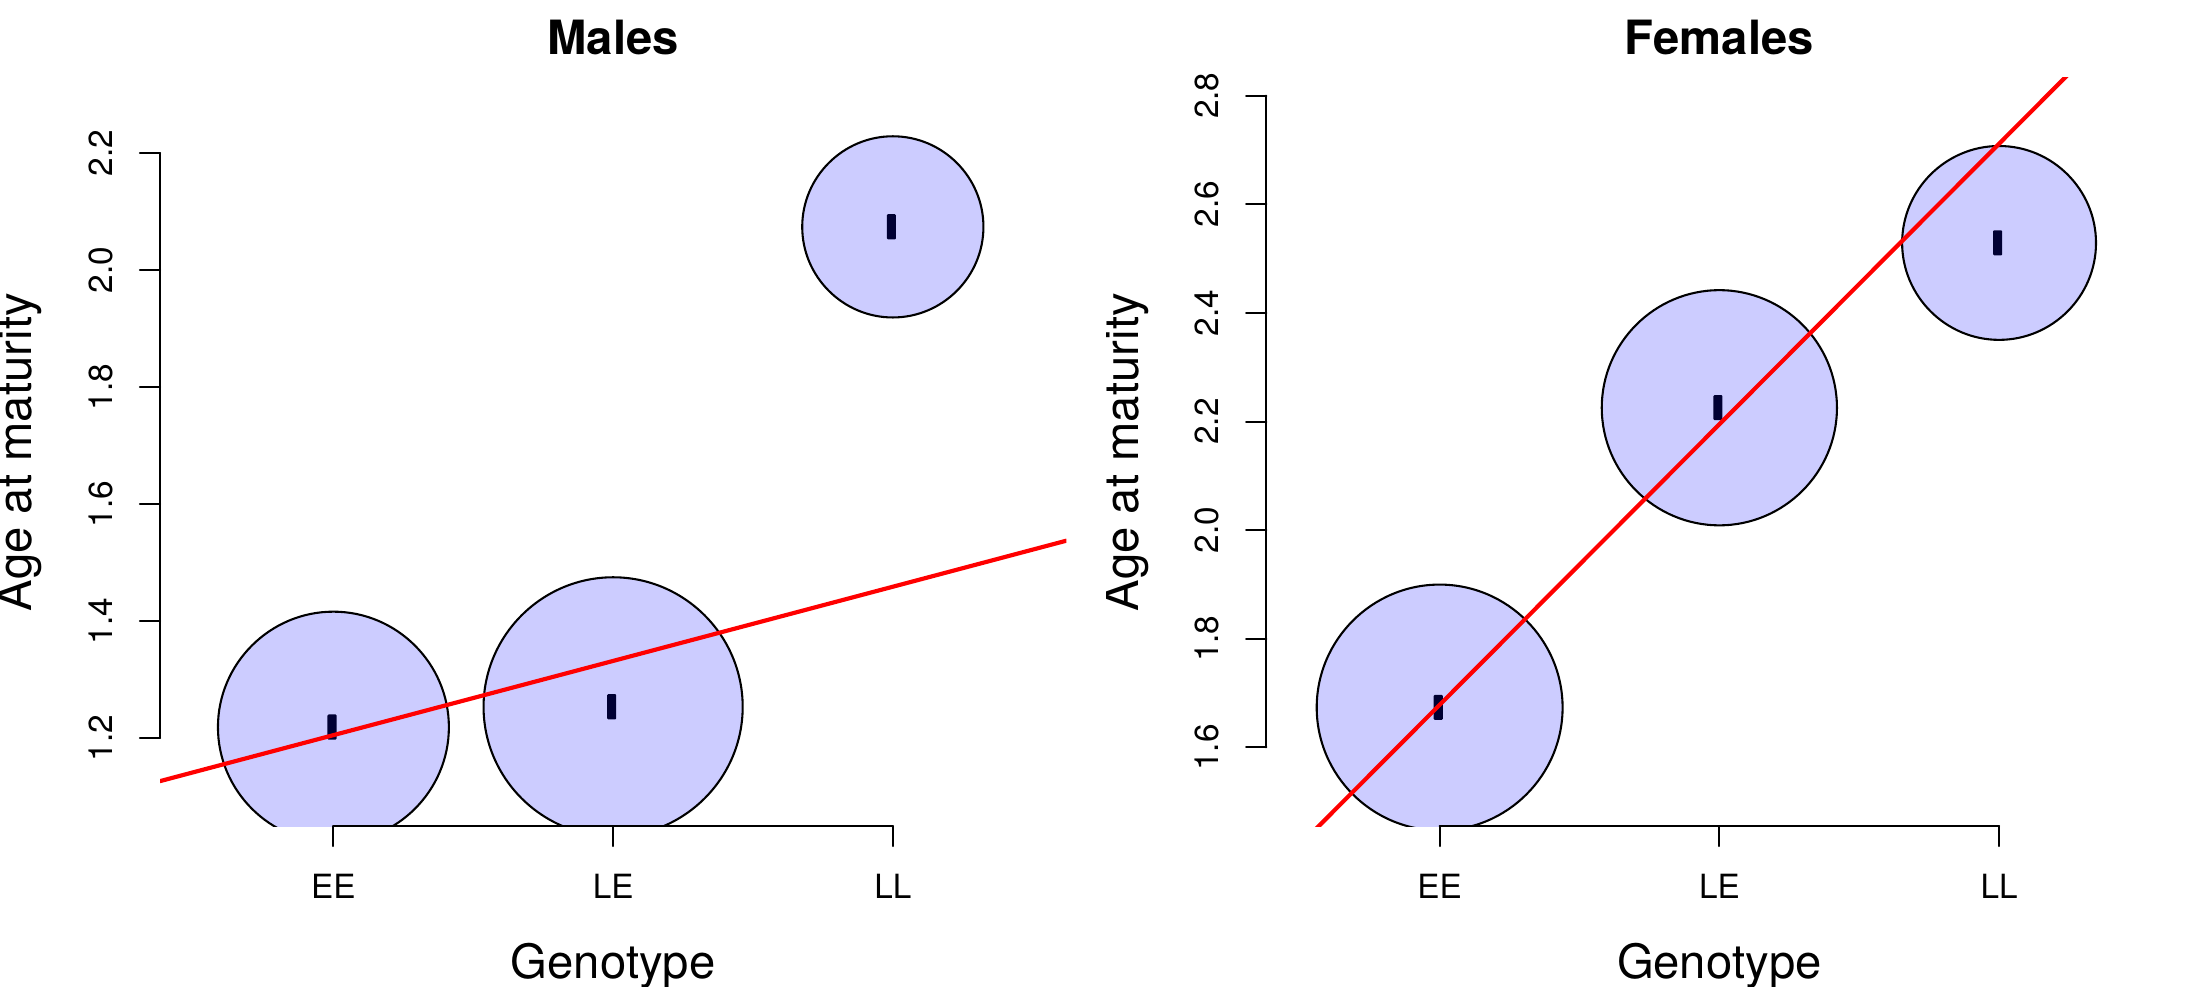 Males
Age at maturity
2.2
2.0
1.8
1.6
1.4
1.2
EE LE LL
Genotype
Females
Age at maturity
2.8
2.6
2.4
2.2
2.0
1.8
1.6
EE LE LL
Genotype